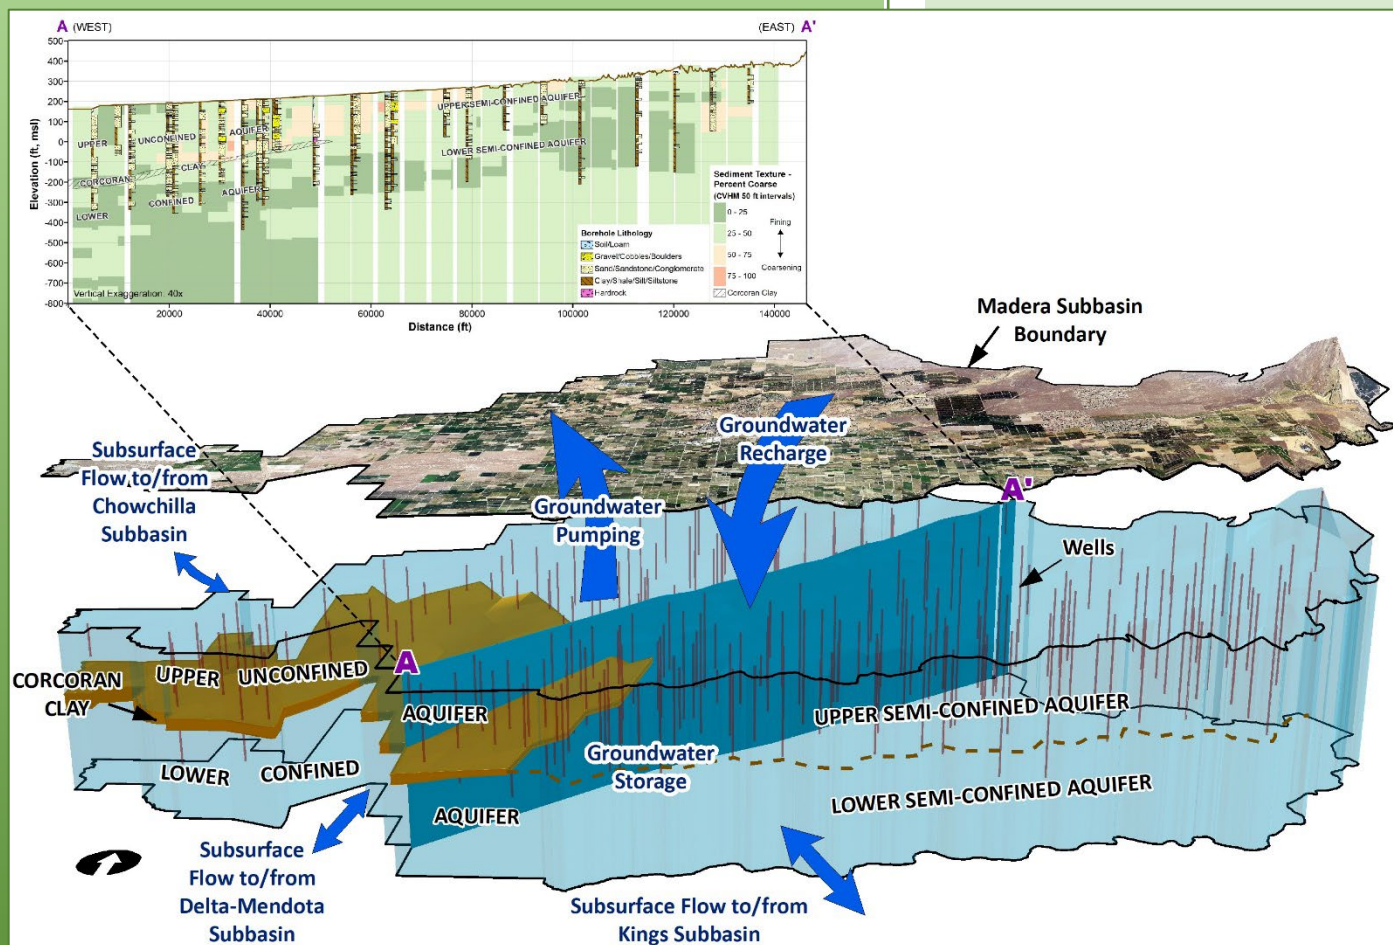 A (WEST)
(EAST) A'
500
400
300
200
100
0
-100
-200
-300
-400
-500
-600
-700
-800
Elevation (ft, msl)
UPPER UNCONFINED AQUIFER
UPPER SEMI-CONFINED AQUIFER
CORCORAN CLAY
LOWER SEMI-CONFINED AQUIFER
LOWER CONFINED AQUIFER
Vertical Exaggeration: 40x
Borehole Lithology
Soil/Loam
Gravel/Cobbles/Boulders
Sand/Sandstone/Conglomerate
Clay/Shale/Silt/Siltstone
Hardrock
Sediment Texture -
Percent Coarse
(CVHM 50 ft intervals)
0 - 25
25 - 50
50 - 75
75 - 100
Corcoran Clay
Fining
Coarsening
20000 40000 60000 80000 100000 120000 140000
Distance (ft)
Madera Subbasin
Boundary
Subsurface
Flow to/from
Chowchilla
Subbasin
Groundwater
Recharge
Groundwater
Pumping
A'
Wells
A
CORCORAN
CLAY
UPPER UNCONFINED
AQUIFER
UPPER SEMI-CONFINED AQUIFER
Groundwater
Storage
LOWER CONFINED
AQUIFER
LOWER SEMI-CONFINED AQUIFER
Subsurface
Flow to/from
Delta-Mendota
Subbasin
Subsurface Flow to/from
Kings Subbasin